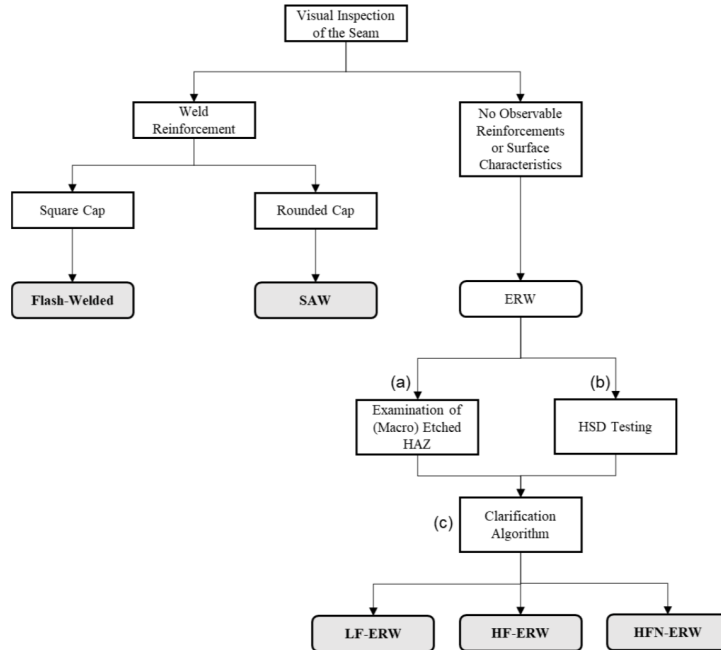 Visual Inspection
of the Seam
Weld
Reinforcement
No Observable
Reinforcements
or Surface
Characteristics
Square Cap
Rounded Cap
Flash-Welded
SAW
ERW
(a)
(b)
Examination of
(Macro) Etched
HAZ
HSD Testing
(c)
Clarification
Algorithm
LF-ERW
HF-ERW
HFN-ERW